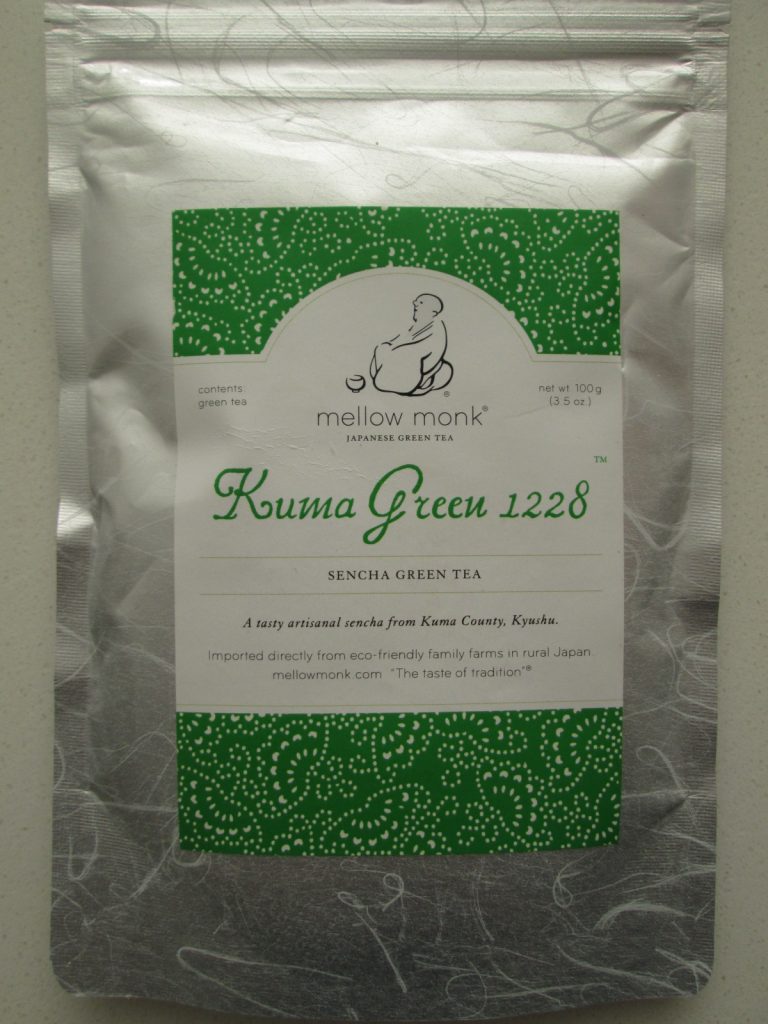 contents:
green tea
net wt 100g
(3.5 oz.)
®
mellow monk®
JAPANESE GREEN TEA
Kuma Green 1228™
SENCHA GREEN TEA
A tasty artisanal sencha from Kuma County, Kyushu.
Imported directly from eco-friendly family farms in rural Japan.
mellowmonk.com "The taste of tradition"®